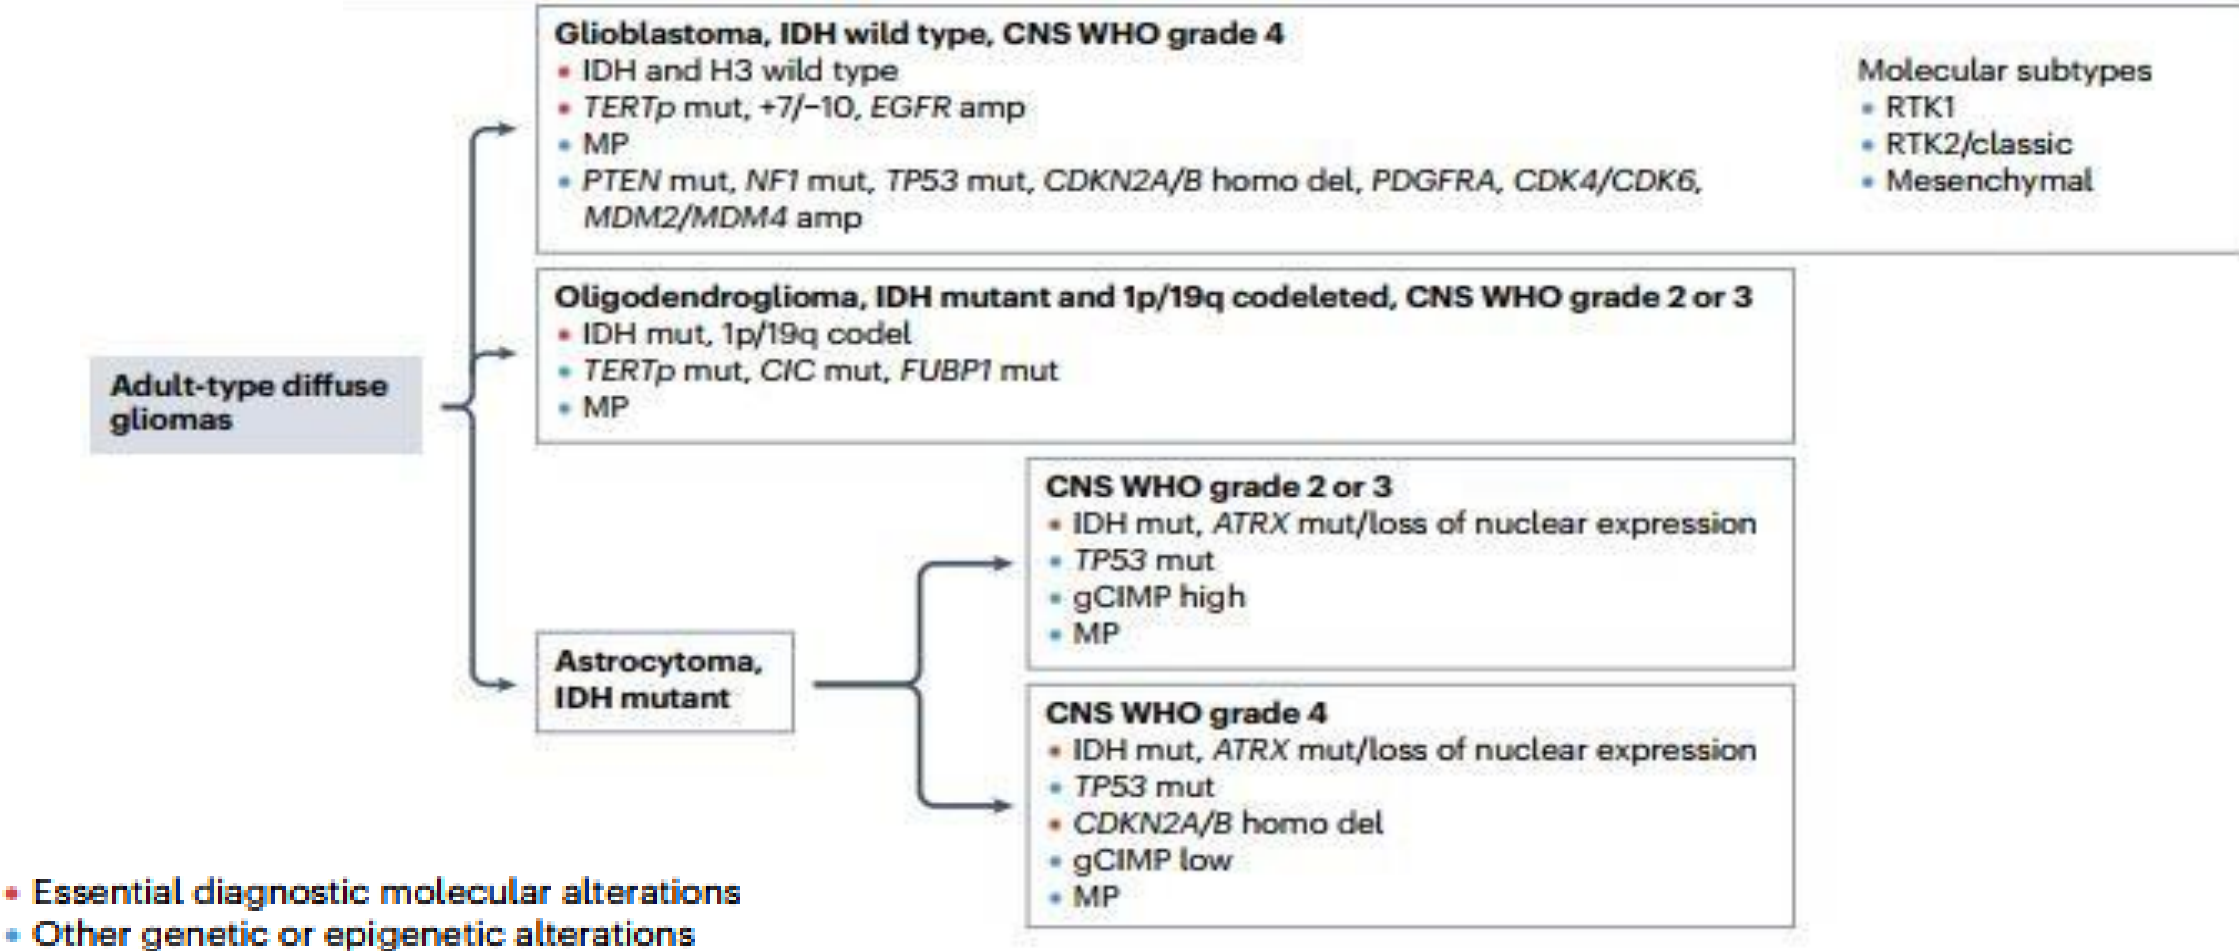 Glioblastoma, IDH wild type, CNS WHO grade 4
• IDH and H3 wild type
• TERTp mut, +7/−10, EGFR amp
• MP
• PTEN mut, NF1 mut, TP53 mut, CDKN2A/B homo del, PDGFRA, CDK4/CDK6,
MDM2/MDM4 amp
Molecular subtypes
• RTK1
• RTK2/classic
• Mesenchymal
Oligodendroglioma, IDH mutant and 1p/19q codeleted, CNS WHO grade 2 or 3
• IDH mut, 1p/19q codel
• TERTp mut, CIC mut, FUBP1 mut
• MP
Adult-type diffuse
gliomas
Astrocytoma,
IDH mutant
CNS WHO grade 2 or 3
• IDH mut, ATRX mut/loss of nuclear expression
• TP53 mut
• gCIMP high
• MP
CNS WHO grade 4
• IDH mut, ATRX mut/loss of nuclear expression
• TP53 mut
• CDKN2A/B homo del
• gCIMP low
• MP
• Essential diagnostic molecular alterations
• Other genetic or epigenetic alterations